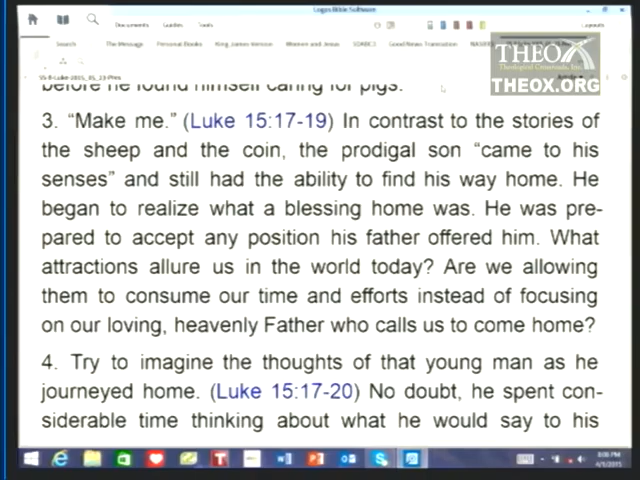 Logos Bible Software
Documents Guides Tools
Layouts
Search The Message Personal Books King James Version Women and Jesus Good News Translation
THEOX
Theological Crossroads, Inc.
THEOX.ORG
before he found himself caring for pigs.
3. “Make me.” (Luke 15:17-19) In contrast to the stories of
the sheep and the coin, the prodigal son “came to his
senses” and still had the ability to find his way home. He
began to realize what a blessing home was. He was pre-
pared to accept any position his father offered him. What
attractions allure us in the world today? Are we allowing
them to consume our time and efforts instead of focusing
on our loving, heavenly Father who calls us to come home?
4. Try to imagine the thoughts of that young man as he
journeyed home. (Luke 15:17-20) No doubt, he spent con-
siderable time thinking about what he would say to his